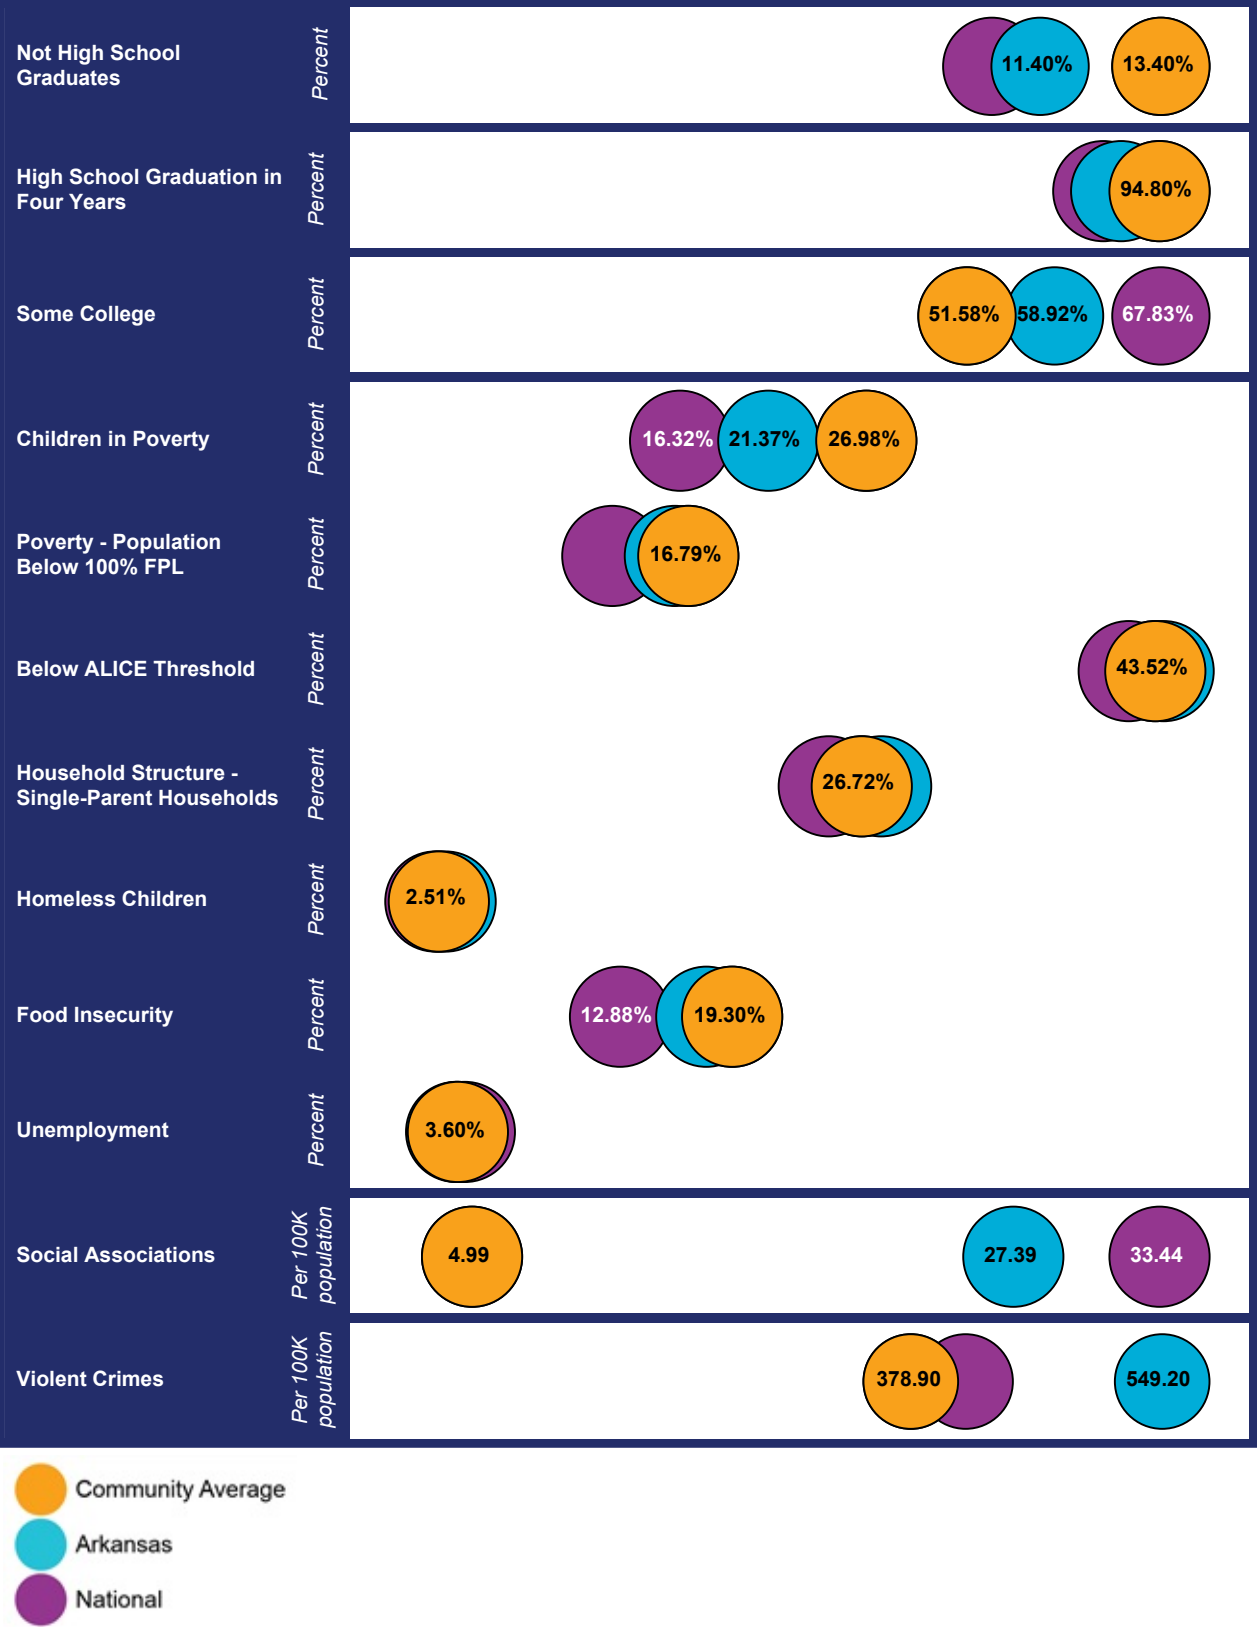 Not High School
Graduates
Percent
11.40%
13.40%
High School Graduation in
Four Years
Percent
94.80%
Some College
Percent
51.58%
58.92%
67.83%
Children in Poverty
Percent
16.32%
21.37%
26.98%
Poverty - Population
Below 100% FPL
Percent
16.79%
Below ALICE Threshold
Percent
43.52%
Household Structure -
Single-Parent Households
Percent
26.72%
Homeless Children
Percent
2.51%
Food Insecurity
Percent
12.88%
19.30%
Unemployment
Percent
3.60%
Social Associations
Per 100K
population
4.99
27.39
33.44
Violent Crimes
Per 100K
population
378.90
549.20
Community Average
Arkansas
National